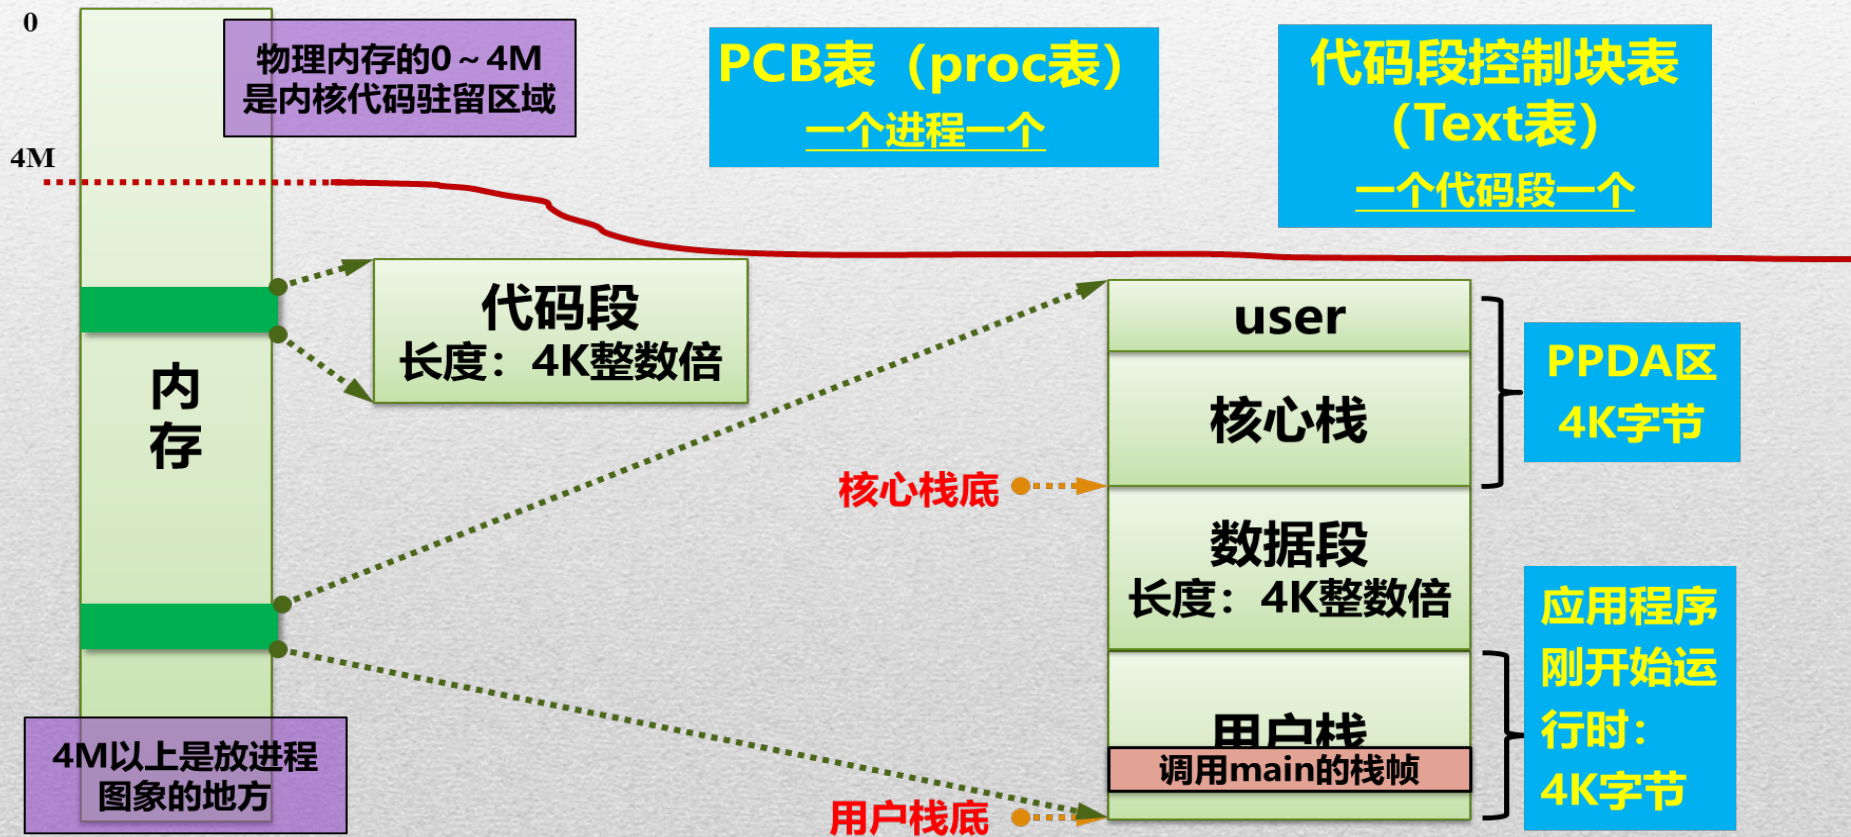 0
物理内存的0～4M
是内核代码驻留区域
PCB表（proc表）
一个进程一个
代码段控制块表
（Text表）
一个代码段一个
4M
代码段
长度：4K整数倍
内
存
user
核心栈
PPDA区
4K字节
核心栈底
数据段
长度：4K整数倍
应用程序
刚开始运
行时：
4K字节
用户栈
调用main的栈帧
4M以上是放进程
图象的地方
用户栈底